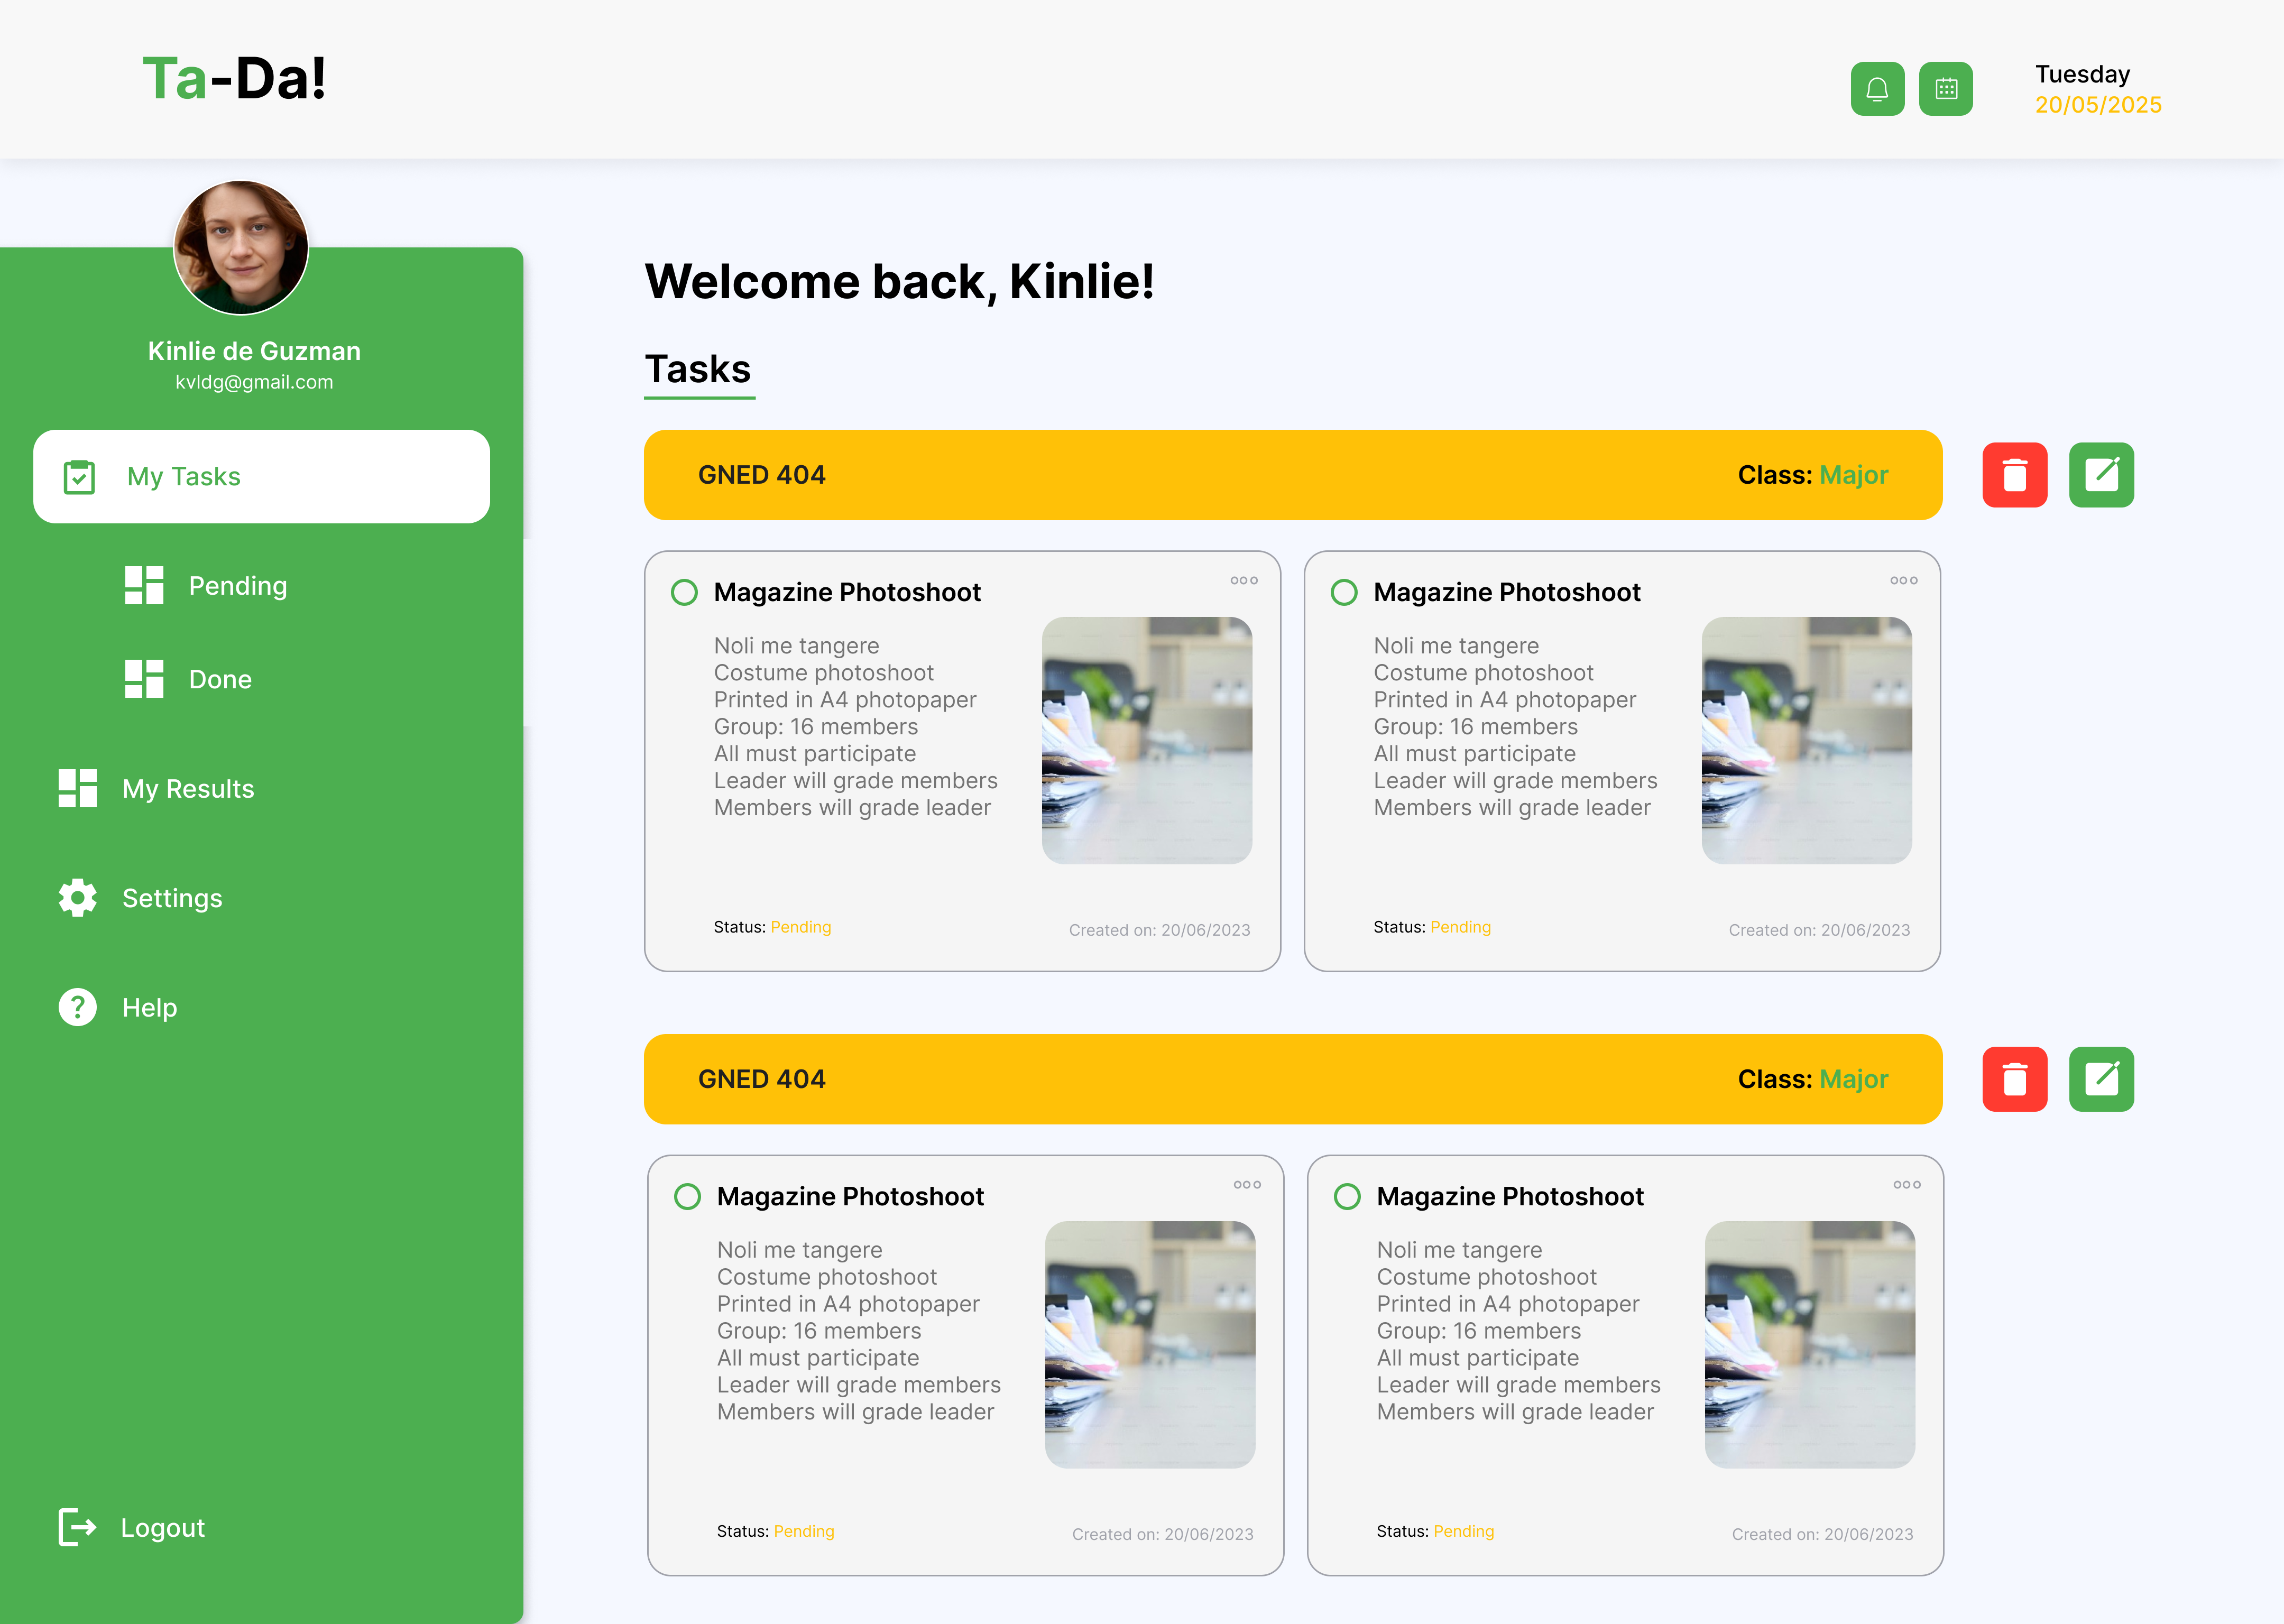 Ta-Da!
Tuesday
20/05/2025
Kinlie de Guzman
kvldg@gmail.com
My Tasks
Pending
Done
My Results
Settings
Help
Logout
Welcome back, Kinlie!
Tasks
GNED 404
Class: Major
Magazine Photoshoot
Noli me tangere
Costume photoshoot
Printed in A4 photopaper
Group: 16 members
All must participate
Leader will grade members
Members will grade leader
Status: Pending
Created on: 20/06/2023
Magazine Photoshoot
Noli me tangere
Costume photoshoot
Printed in A4 photopaper
Group: 16 members
All must participate
Leader will grade members
Members will grade leader
Status: Pending
Created on: 20/06/2023
GNED 404
Class: Major
Magazine Photoshoot
Noli me tangere
Costume photoshoot
Printed in A4 photopaper
Group: 16 members
All must participate
Leader will grade members
Members will grade leader
Status: Pending
Created on: 20/06/2023
Magazine Photoshoot
Noli me tangere
Costume photoshoot
Printed in A4 photopaper
Group: 16 members
All must participate
Leader will grade members
Members will grade leader
Status: Pending
Created on: 20/06/2023